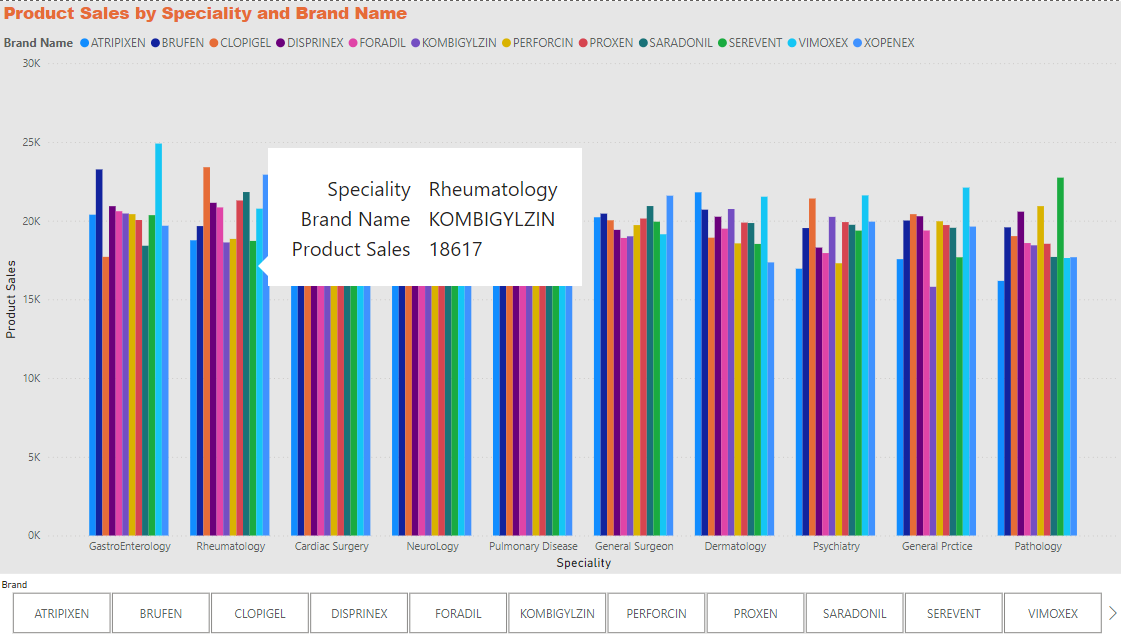 Product Sales by Speciality and Brand Name
Brand Name ATRIPIXEN BRUFEN CLOPIGEL DISPRINEX FORADIL KOMBIGYLZIN PERFORCIN PROXEN SARADONIL SEREVENT VIMOXEX XOPENEX
30K
25K
20K
15K
10K
5K
0K
Product Sales
Speciality Rheumatology
Brand Name KOMBIGYLZIN
Product Sales 18617
GastroEnterology Rheumatology Cardiac Surgery NeuroLogy Pulmonary Disease General Surgeon Dermatology Psychiatry General Prctice Pathology
Speciality
Brand
ATRIPIXEN BRUFEN CLOPIGEL DISPRINEX FORADIL KOMBIGYLZIN PERFORCIN PROXEN SARADONIL SEREVENT VIMOXEX